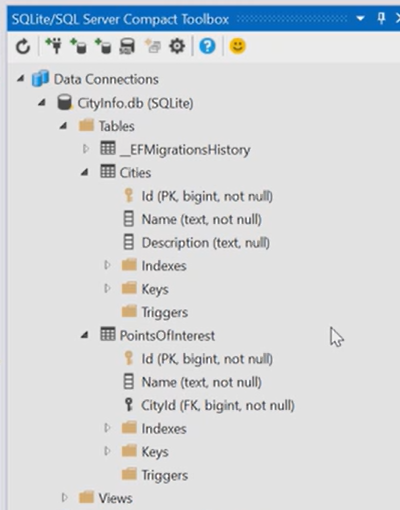 SQLite/SQL Server Compact Toolbox
Data Connections
CityInfo.db (SQLite)
Tables
__EFMigrationsHistory
Cities
Id (PK, bigint, not null)
Name (text, not null)
Description (text, null)
Indexes
Keys
Triggers
PointsOfInterest
Id (PK, bigint, not null)
Name (text, not null)
CityId (FK, bigint, not null)
Indexes
Keys
Triggers
Views